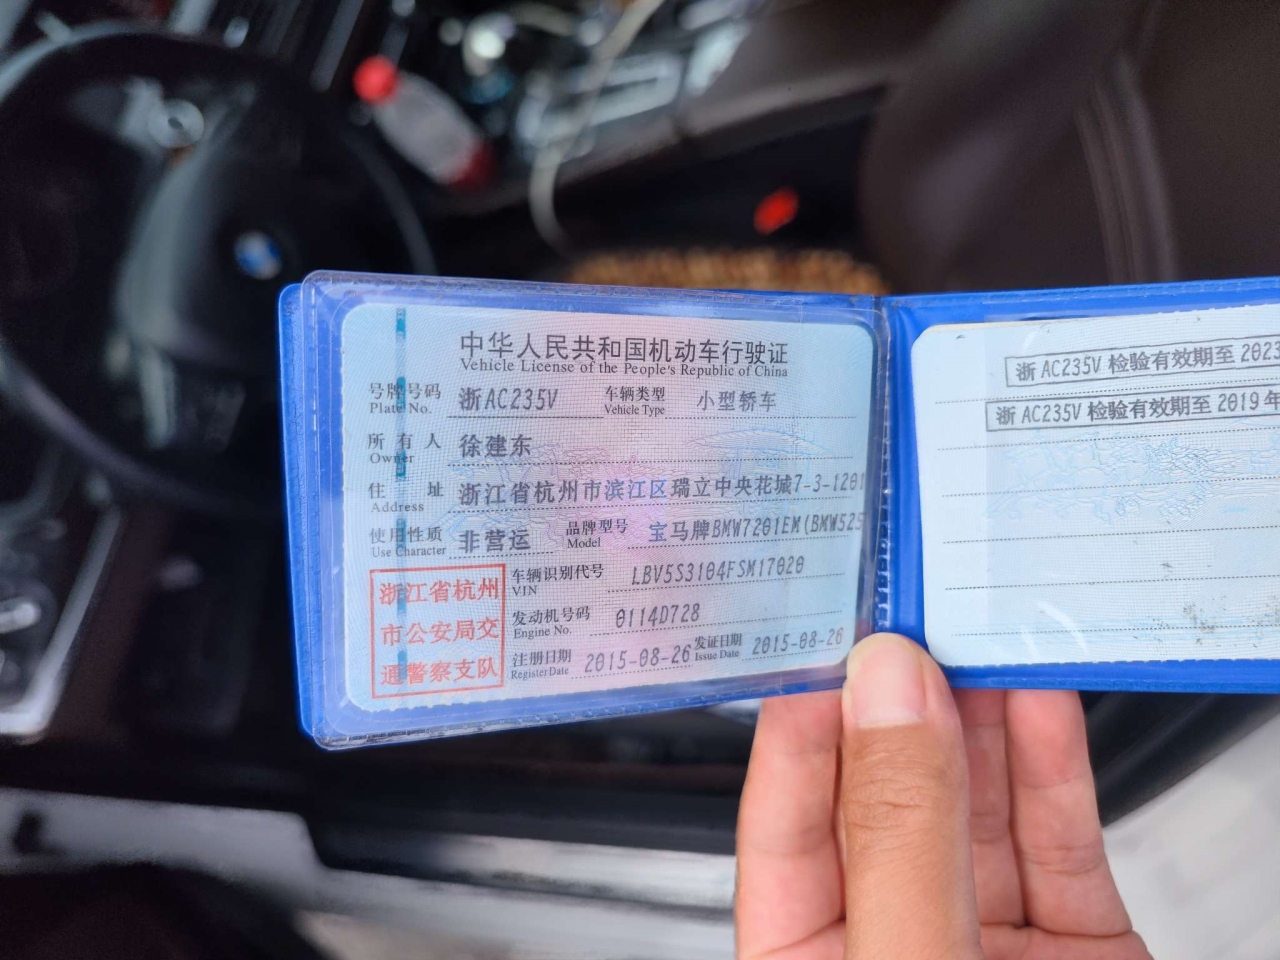 中华人民共和国机动车行驶证
Vehicle License of the People's Republic of China
号牌号码 浙AC235V 车辆类型 小型轿车
Plate No. Vehicle Type
所有人 徐建东
Owner
住址 浙江省杭州市滨江区瑞立中央花城7-3-1201
Address
使用性质 非营运 品牌型号 宝马牌BMW7201EM(BMW525
Use Character Model
车辆识别代号 LBV5S3104FSM17020
VIN
发动机号码 0114D728
Engine No.
注册日期 2015-08-26 发证日期 2015-08-26
Register Date Issue Date
浙江省杭州
市公安局交
通警察支队
浙AC235V 检验有效期至 2023
浙AC235V 检验有效期至 2019年